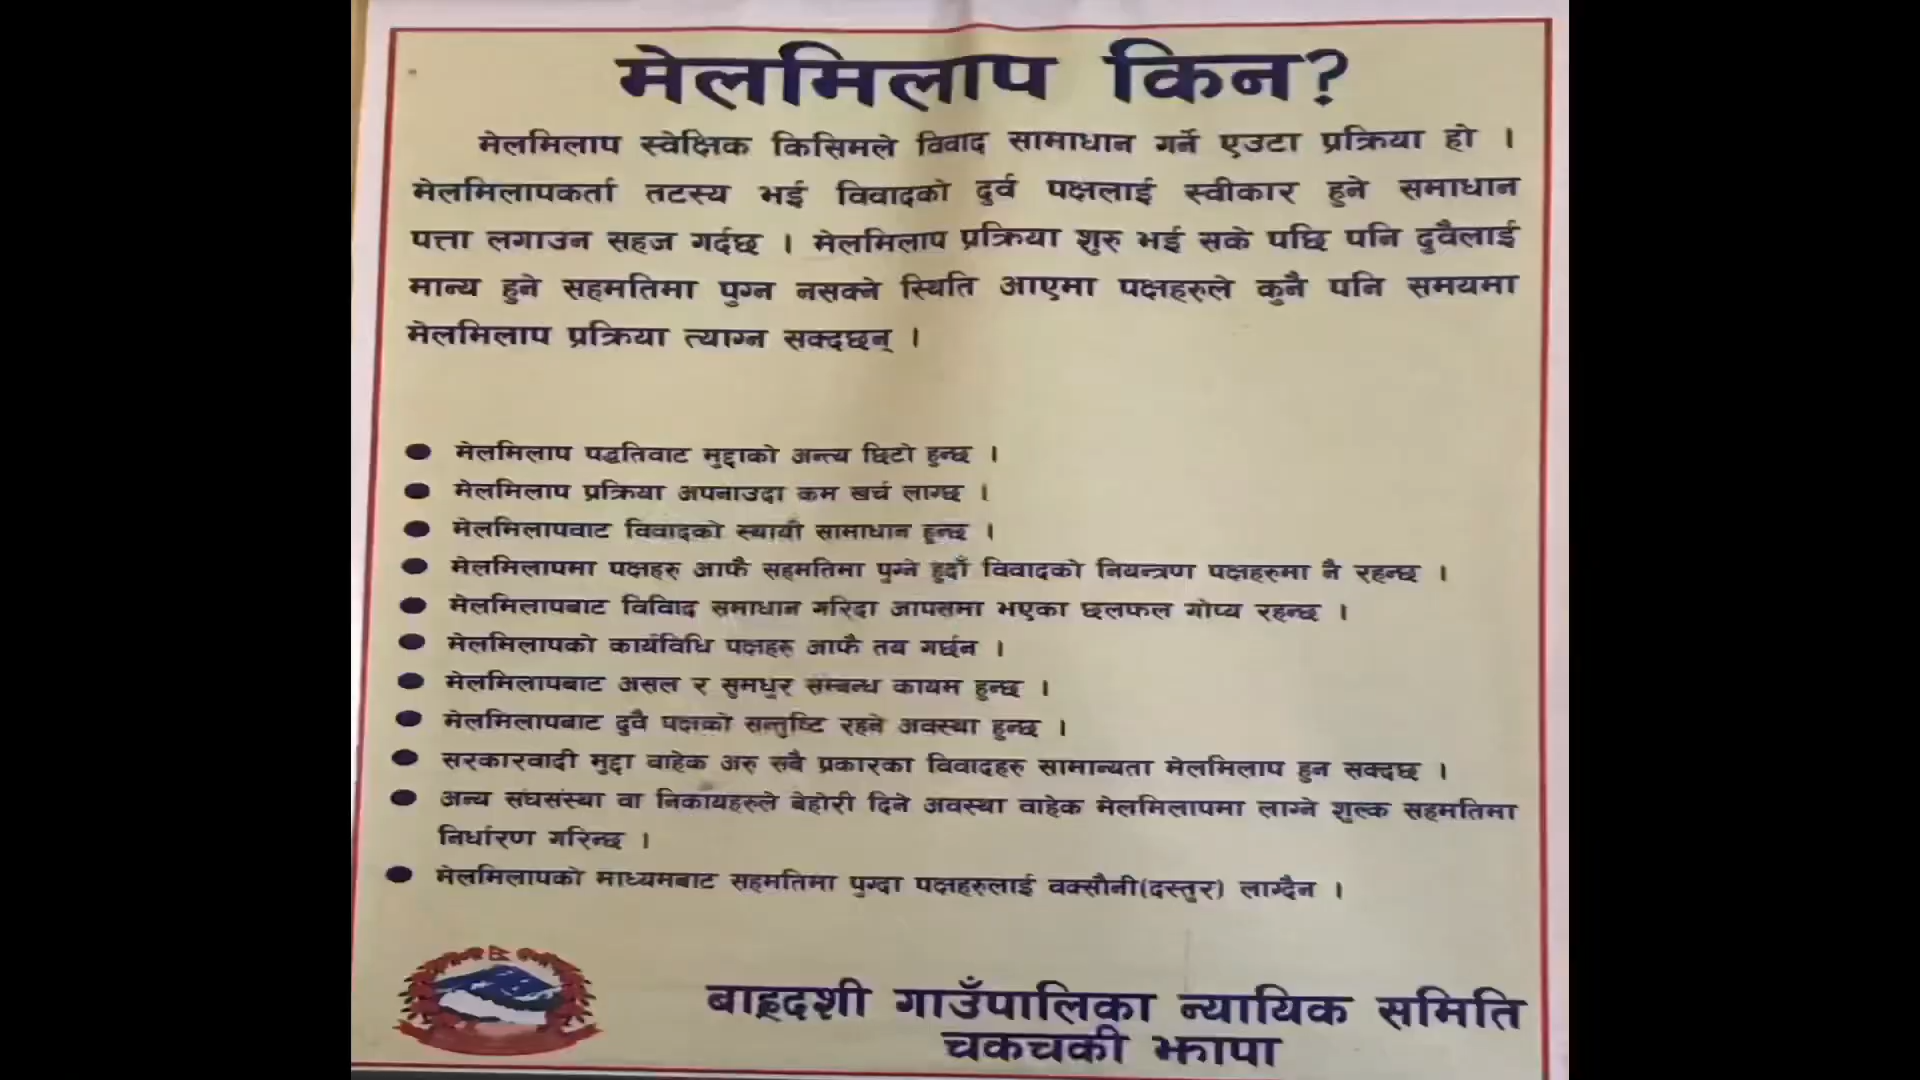 मेलमिलाप किन?
मेलमिलाप स्वेक्षिक किसिमले विवाद सामाधान गर्ने एउटा प्रक्रिया हो ।
मेलमिलापकर्ता तटस्य भई विवादको दुर्व पक्षलाई स्वीकार हुने समाधान
पत्ता लगाउन सहज गर्दछ । मेलमिलाप प्रक्रिया शुरु भई सके पछि पनि दुवैलाई
मान्य हुने सहमतिमा पुग्न नसक्ने स्थिति आएमा पक्षहरुले कुनै पनि समयमा
मेलमिलाप प्रक्रिया त्याग्न सक्दछन् ।
● मेलमिलाप पद्धतिवाट मुद्दाको अन्त्य छिटो हुन्छ ।
● मेलमिलाप प्रक्रिया अपनाउदा कम खर्च लाग्छ ।
● मेलमिलापवाट विवादको स्थायी सामाधान हुन्छ ।
● मेलमिलापमा पक्षहरु आफै सहमतिमा पुग्ने हुदाँ विवादको नियन्त्रण पक्षहरुमा नै रहन्छ ।
● मेलमिलापबाट विविाद समाधान गरिदा आपसमा भएका छलफल गोप्य रहन्छ ।
● मेलमिलापको कार्यविधि पक्षहरु आफै तय गर्छन ।
● मेलमिलापबाट असल र सुमधुर सम्बन्ध कायम हुन्छ ।
● मेलमिलापबाट दुवै पक्षको सन्तुष्टि रहने अवस्था हुन्छ ।
● सरकारवादी मुद्दा वाहेक अरु सबै प्रकारका विवादहरु सामान्यता मेलमिलाप हुन सक्दछ ।
● अन्य संघसंस्था वा निकायहरुले बेहोरी दिने अवस्था वाहेक मेलमिलापमा लाग्ने शुल्क सहमतिमा
निर्धारण गरिन्छ ।
● मेलमिलापको माध्यमबाट सहमतिमा पुग्दा पक्षहरुलाई वक्सौनी(दस्तुर) लाग्दैन ।
बाह्रदशी गाउँपालिका न्यायिक समिति
चकचकी झापा